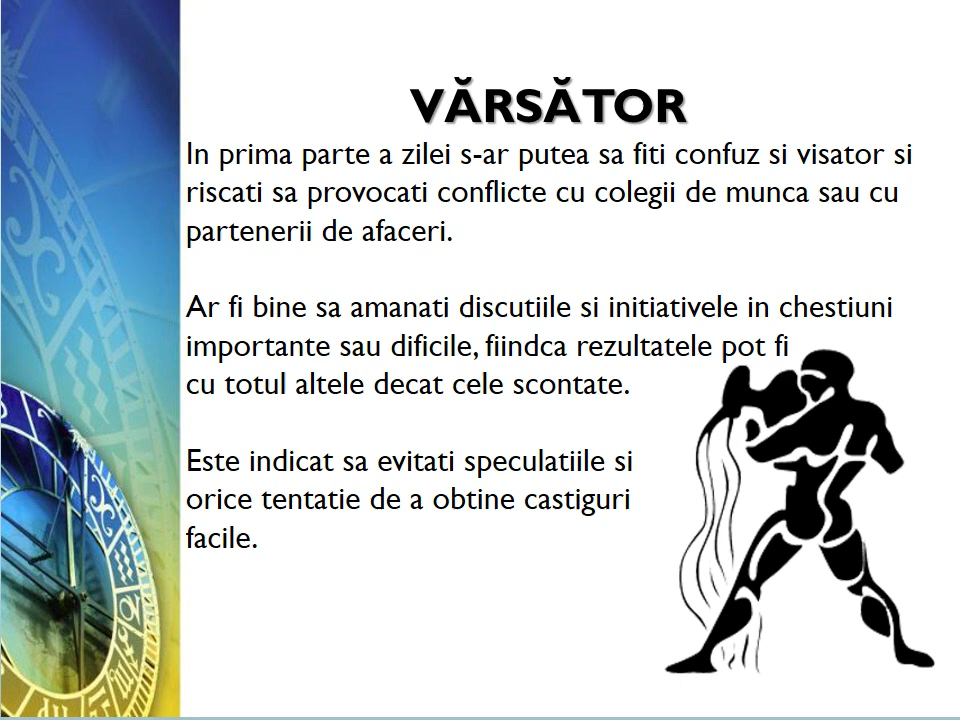 VĂRSĂTOR
In prima parte a zilei s-ar putea sa fiti confuz si visator si
riscati sa provocati conflicte cu colegii de munca sau cu
partenerii de afaceri.
Ar fi bine sa amanati discutiile si initiativele in chestiuni
importante sau dificile, fiindca rezultatele pot fi
cu totul altele decat cele scontate.
Este indicat sa evitati speculatiile si
orice tentatie de a obtine castiguri
facile.